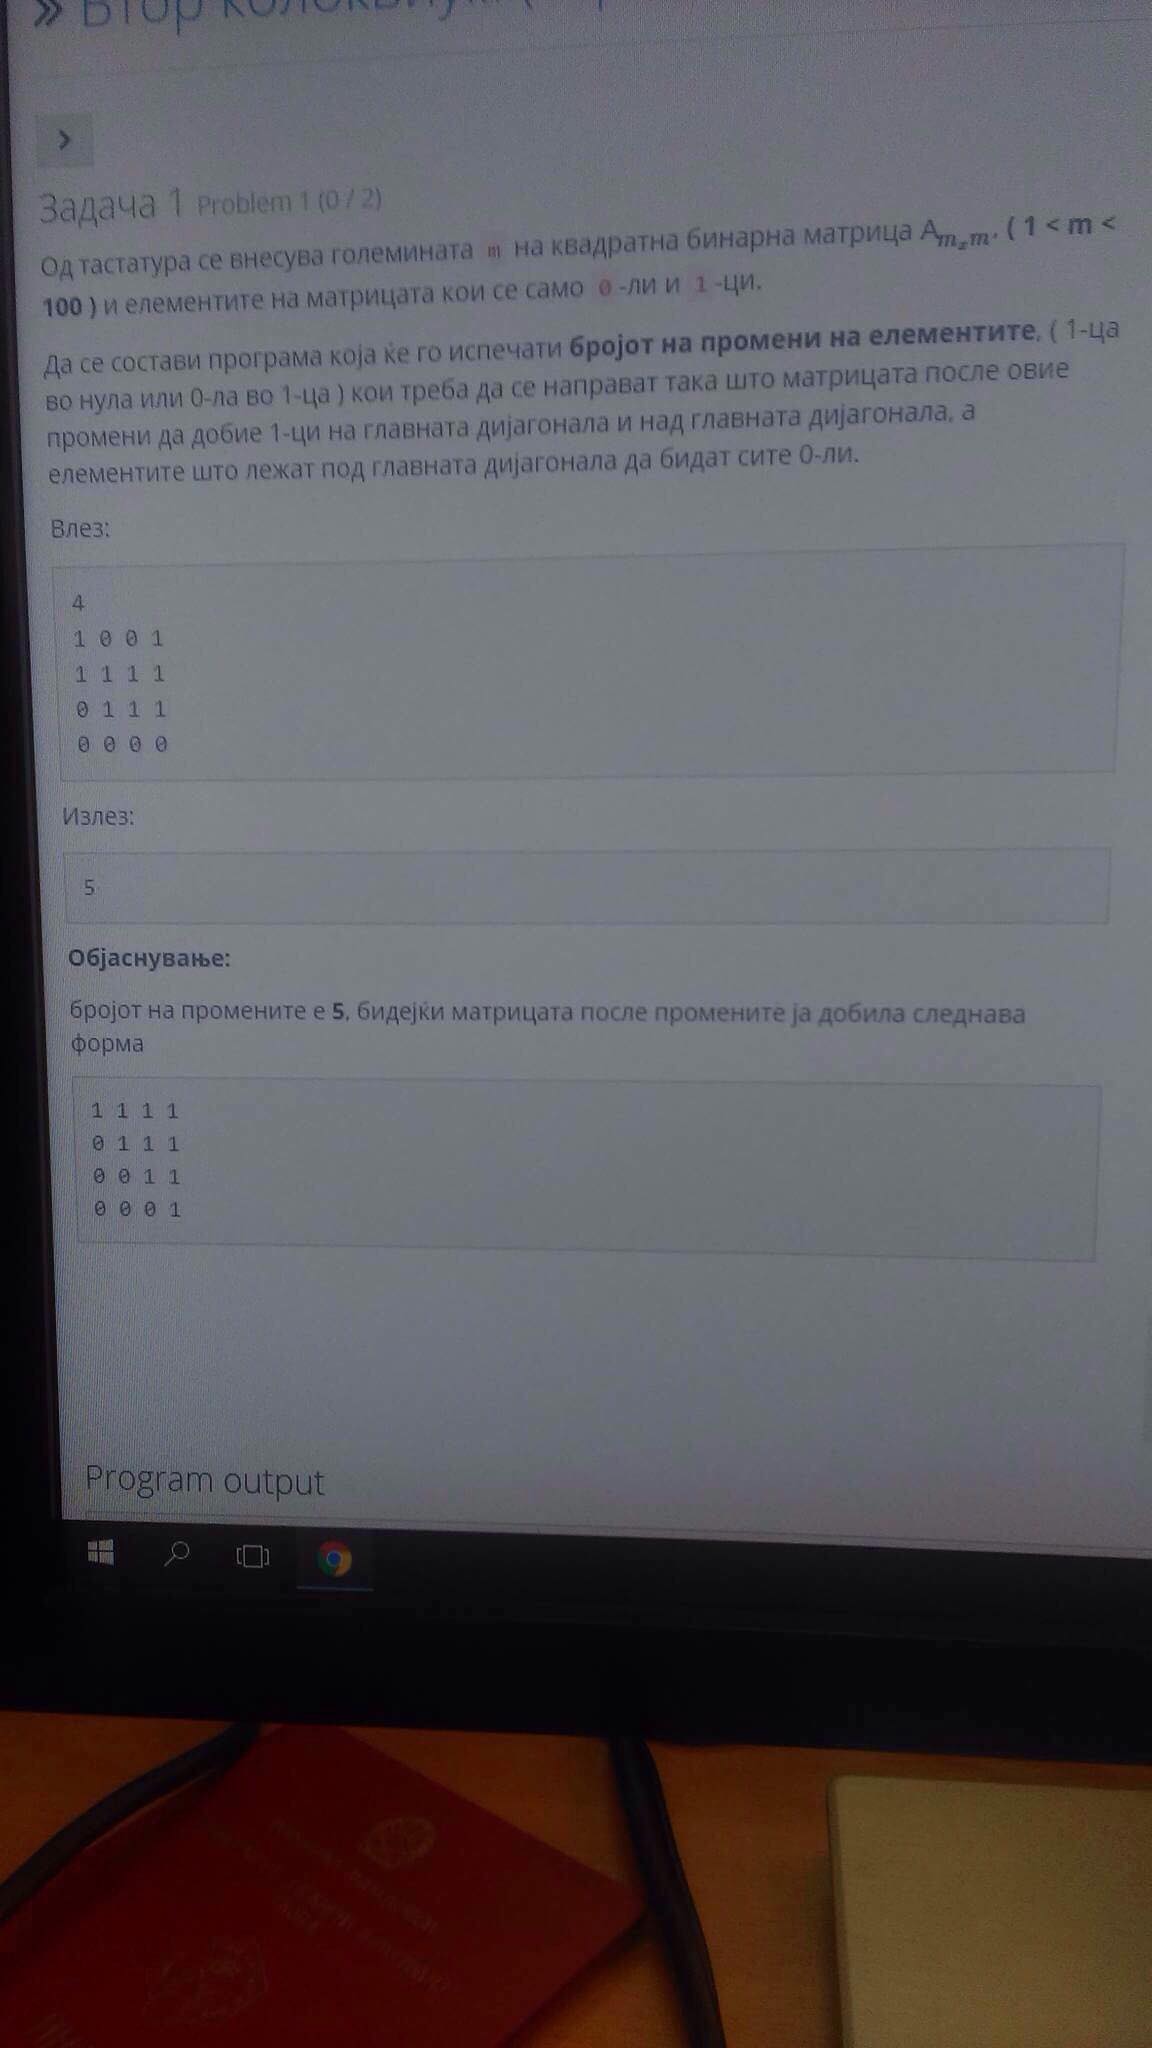 » Втор колоквиум
Задача 1 Problem 1 (0 / 2)
Од тастатура се внесува големината m на квадратна бинарна матрица Amxm. ( 1 < m <
100 ) и елементите на матрицата кои се само 0 -ли и 1 -ци.
Да се состави програма која ќе го испечати бројот на промени на елементите, ( 1-ца
во нула или 0-ла во 1-ца ) кои треба да се направат така што матрицата после овие
промени да добие 1-ци на главната дијагонала и над главната дијагонала, а
елементите што лежат под главната дијагонала да бидат сите 0-ли.
Влез:
4
1 0 0 1
1 1 1 1
0 1 1 1
0 0 0 0
Излез:
5
Објаснување:
бројот на промените е 5, бидејќи матрицата после промените ја добила следнава
форма
1 1 1 1
0 1 1 1
0 0 1 1
0 0 0 1
Program output